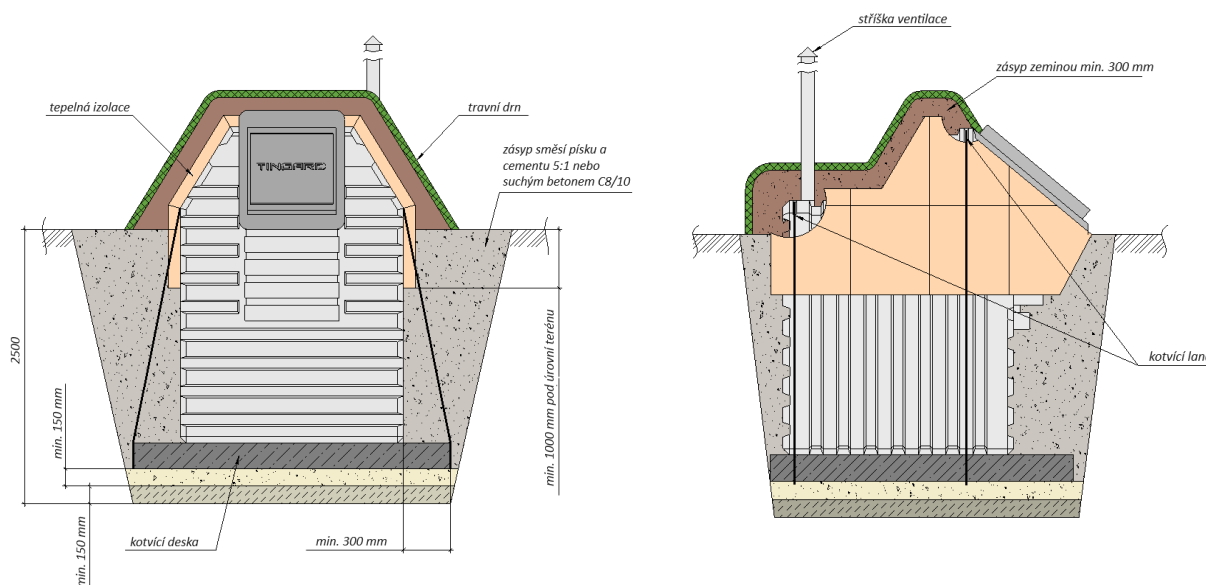 stříška ventilace
zásyp zeminou min. 300 mm
tepelná izolace
travní drn
TINGARD
zásyp směsí písku a
cementu 5:1 nebo
suchým betonem C8/10
2500
min. 150 mm
min. 1000 mm pod úrovní terénu
kotvící lano
kotvící deska
min. 300 mm
min. 150 mm